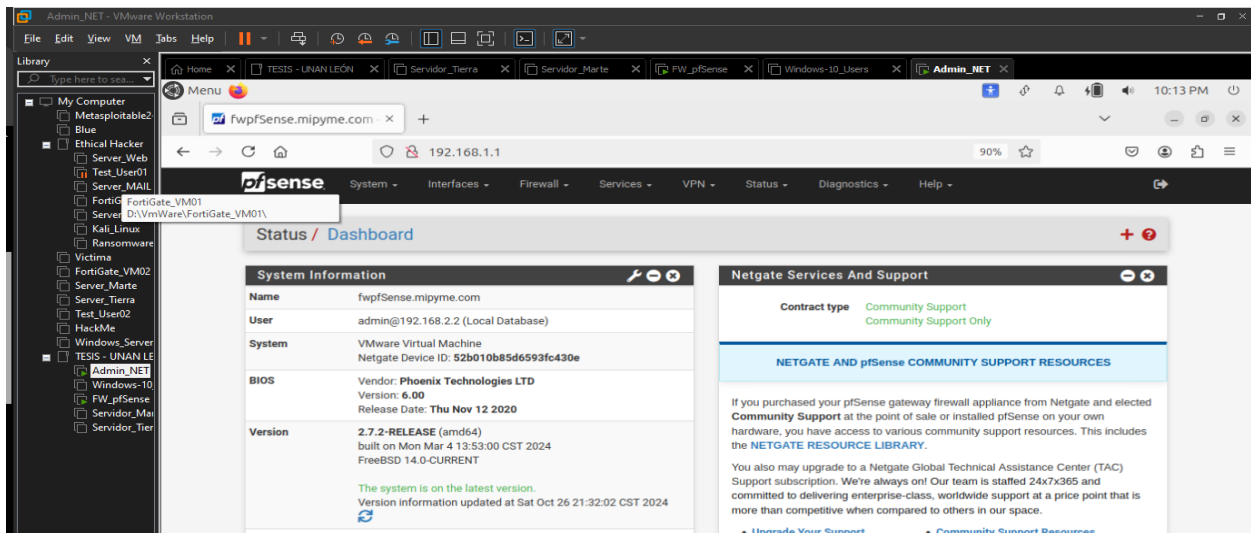 Admin_NET - VMware Workstation
File Edit View VM Tabs Help
Library
Type here to sea...
My Computer
Metasploitable2-
Blue
Ethical Hacker
Server_Web
Test_User01
Server_MAIL
FortiG
Server
Kali_Linux
Ransomware
Victima
FortiGate_VM02
Server_Marte
Server_Tierra
Test_User02
HackMe
Windows_Server
TESIS - UNAN LE
Admin_NET
Windows-10
FW_pfSense
Servidor_Mar
Servidor_Tier
FortiGate_VM01
D:\VmWare\FortiGate_VM01\
Home TESIS - UNAN LEÓN Servidor_Tierra Servidor_Marte FW_pfSense Windows-10_Users Admin_NET
Menu 10:13 PM
fwpfSense.mipyme.com -
192.168.1.1 90%
pfsense System Interfaces Firewall Services VPN Status Diagnostics Help
Status / Dashboard
System Information
Name fwpfSense.mipyme.com
User admin@192.168.2.2 (Local Database)
System VMware Virtual Machine
Netgate Device ID: 52b010b85d6593fc430e
BIOS Vendor: Phoenix Technologies LTD
Version: 6.00
Release Date: Thu Nov 12 2020
Version 2.7.2-RELEASE (amd64)
built on Mon Mar 4 13:53:00 CST 2024
FreeBSD 14.0-CURRENT
The system is on the latest version.
Version information updated at Sat Oct 26 21:32:02 CST 2024
Netgate Services And Support
Contract type Community Support
Community Support Only
NETGATE AND pfSense COMMUNITY SUPPORT RESOURCES
If you purchased your pfSense gateway firewall appliance from Netgate and elected
Community Support at the point of sale or installed pfSense on your own
hardware, you have access to various community support resources. This includes
the NETGATE RESOURCE LIBRARY.
You also may upgrade to a Netgate Global Technical Assistance Center (TAC)
Support subscription. We're always on! Our team is staffed 24x7x365 and
committed to delivering enterprise-class, worldwide support at a price point that is
more than competitive when compared to others in our space.
• Upgrade Your Support • Community Support Resources